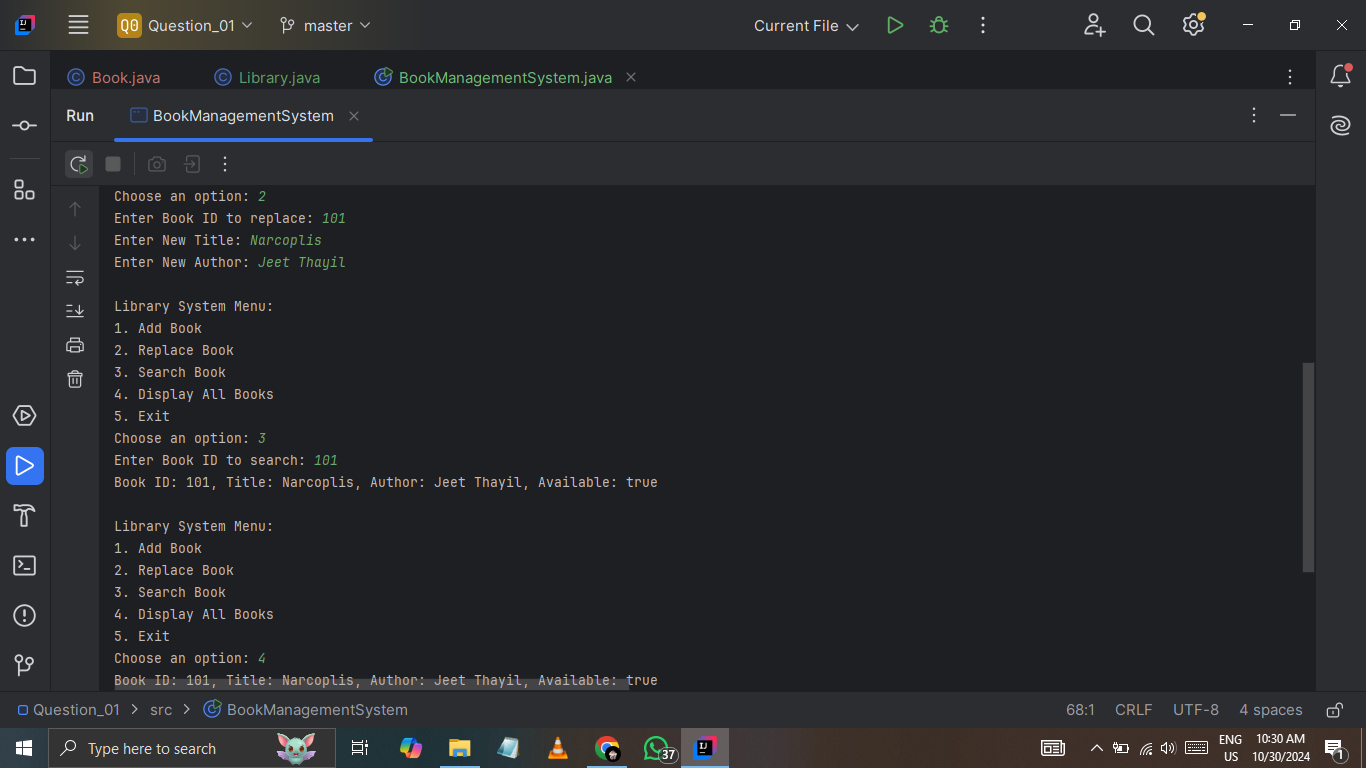 Q0 Question_01 master Current File
Book.java Library.java BookManagementSystem.java
Run BookManagementSystem
Choose an option: 2
Enter Book ID to replace: 101
Enter New Title: Narcoplis
Enter New Author: Jeet Thayil
Library System Menu:
1. Add Book
2. Replace Book
3. Search Book
4. Display All Books
5. Exit
Choose an option: 3
Enter Book ID to search: 101
Book ID: 101, Title: Narcoplis, Author: Jeet Thayil, Available: true
Library System Menu:
1. Add Book
2. Replace Book
3. Search Book
4. Display All Books
5. Exit
Choose an option: 4
Book ID: 101, Title: Narcoplis, Author: Jeet Thayil, Available: true
Question_01 > src > BookManagementSystem 68:1 CRLF UTF-8 4 spaces
Type here to search 37 ENG US 10:30 AM 10/30/2024 1